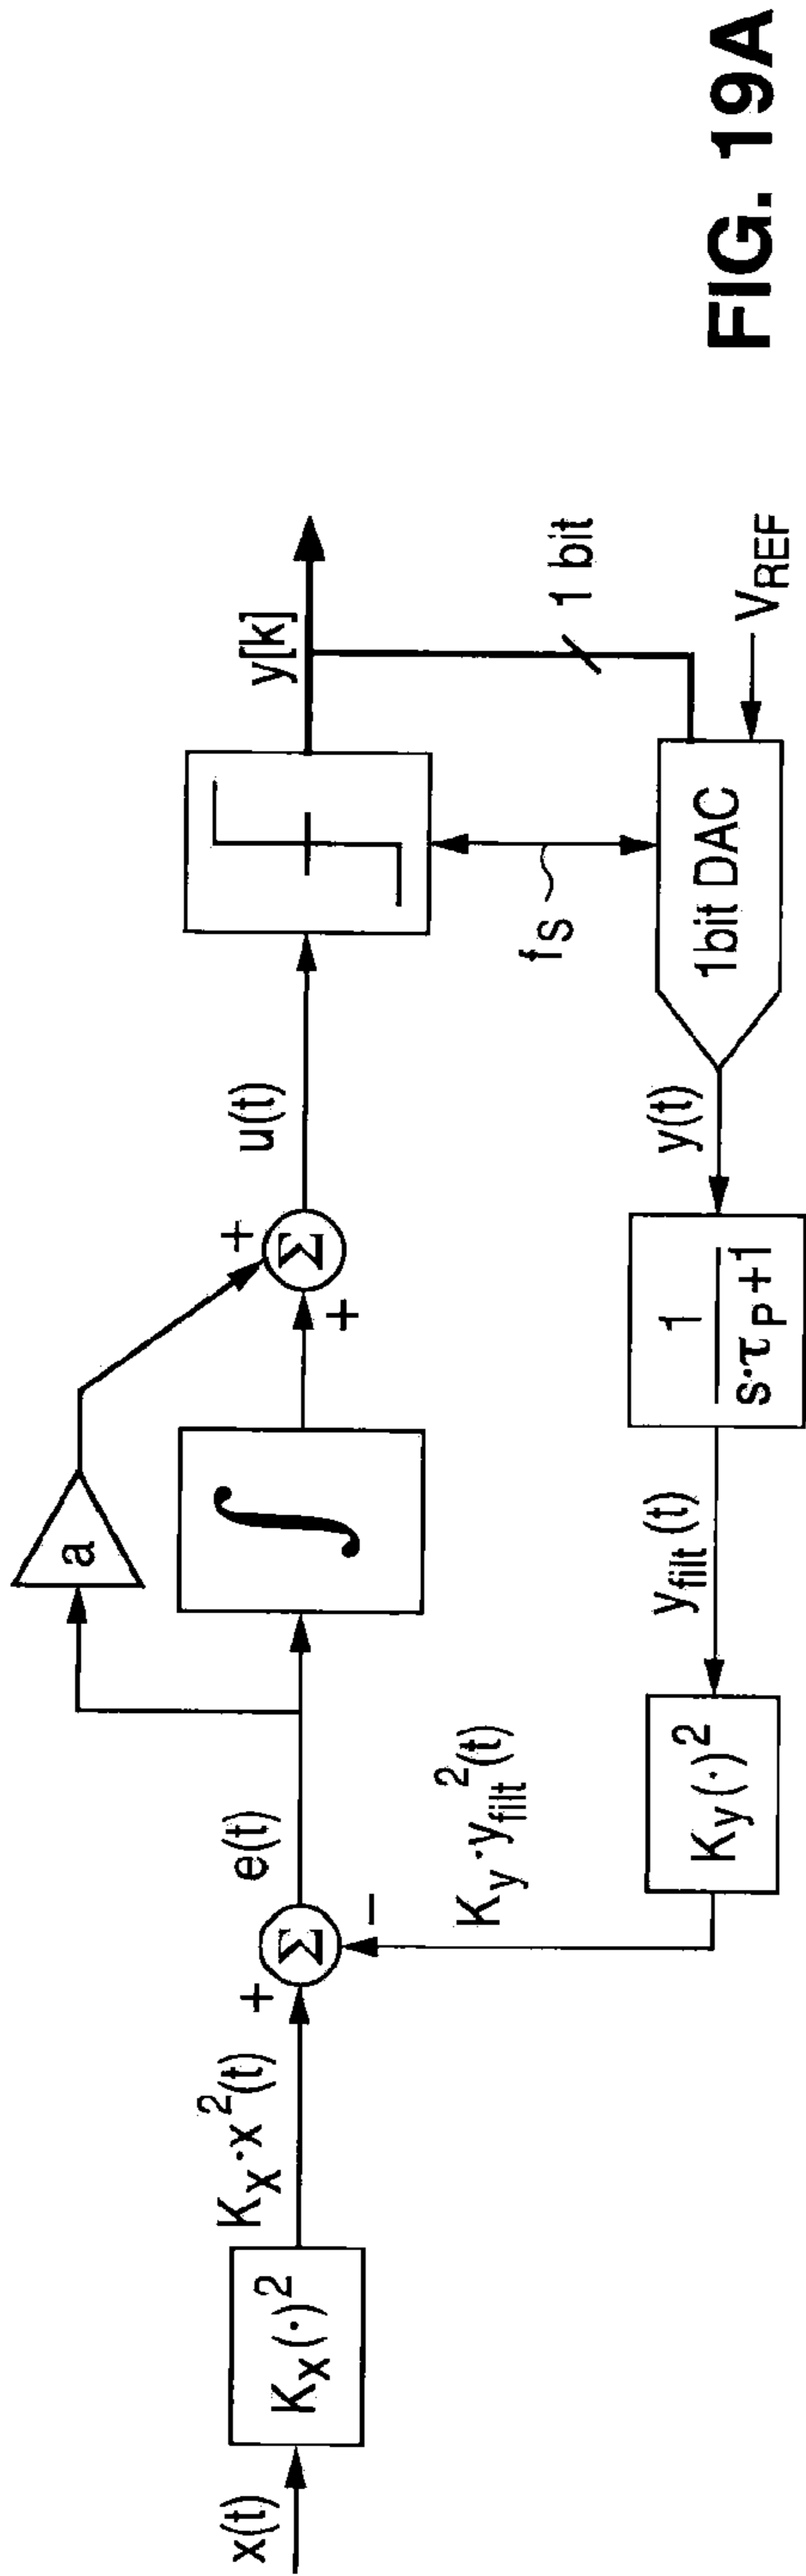 x(t)
Kₓ(·)²
Kₓ·x²(t)
+
Σ
−
e(t)
a
∫
+
+
Σ
u(t)
y[k]
1 bit
fS
1bit DAC
VREF
y(t)
1
s·τP+1
yfilt(t)
Ky(·)²
Ky·yfilt²(t)
FIG. 19A